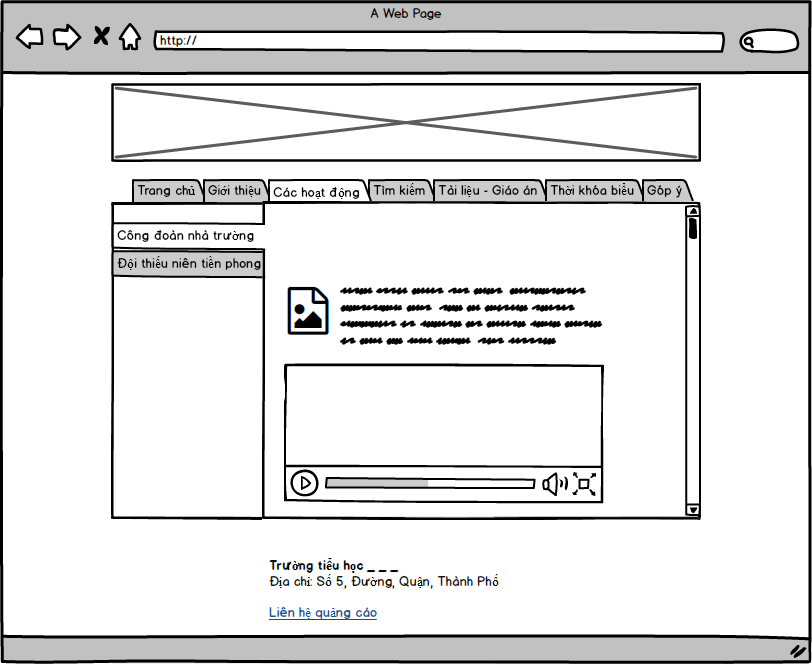 A Web Page
http://
Trang chủ
Giới thiệu
Các hoạt động
Tìm kiếm
Tài liệu - Giáo án
Thời khóa biểu
Góp ý
Công đoàn nhà trường
Đội thiếu niên tiền phong
Trường tiểu học _ _ _
Địa chỉ: Số 5, Đường, Quận, Thành Phố
Liên hệ quảng cáo